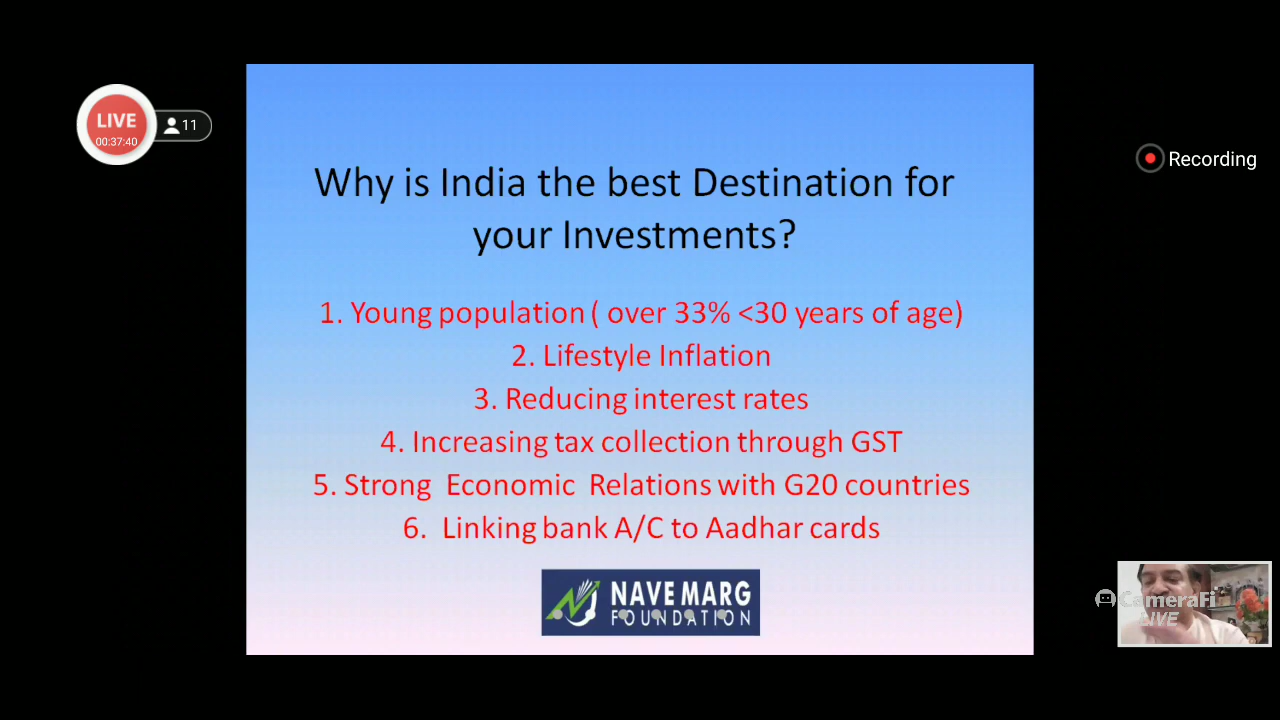 LIVE
00:37:40
11
Recording
Why is India the best Destination for
your Investments?
1. Young population ( over 33% <30 years of age)
2. Lifestyle Inflation
3. Reducing interest rates
4. Increasing tax collection through GST
5. Strong Economic Relations with G20 countries
6. Linking bank A/C to Aadhar cards
NAVE MARG
FOUNDATION
CameraFi
LIVE